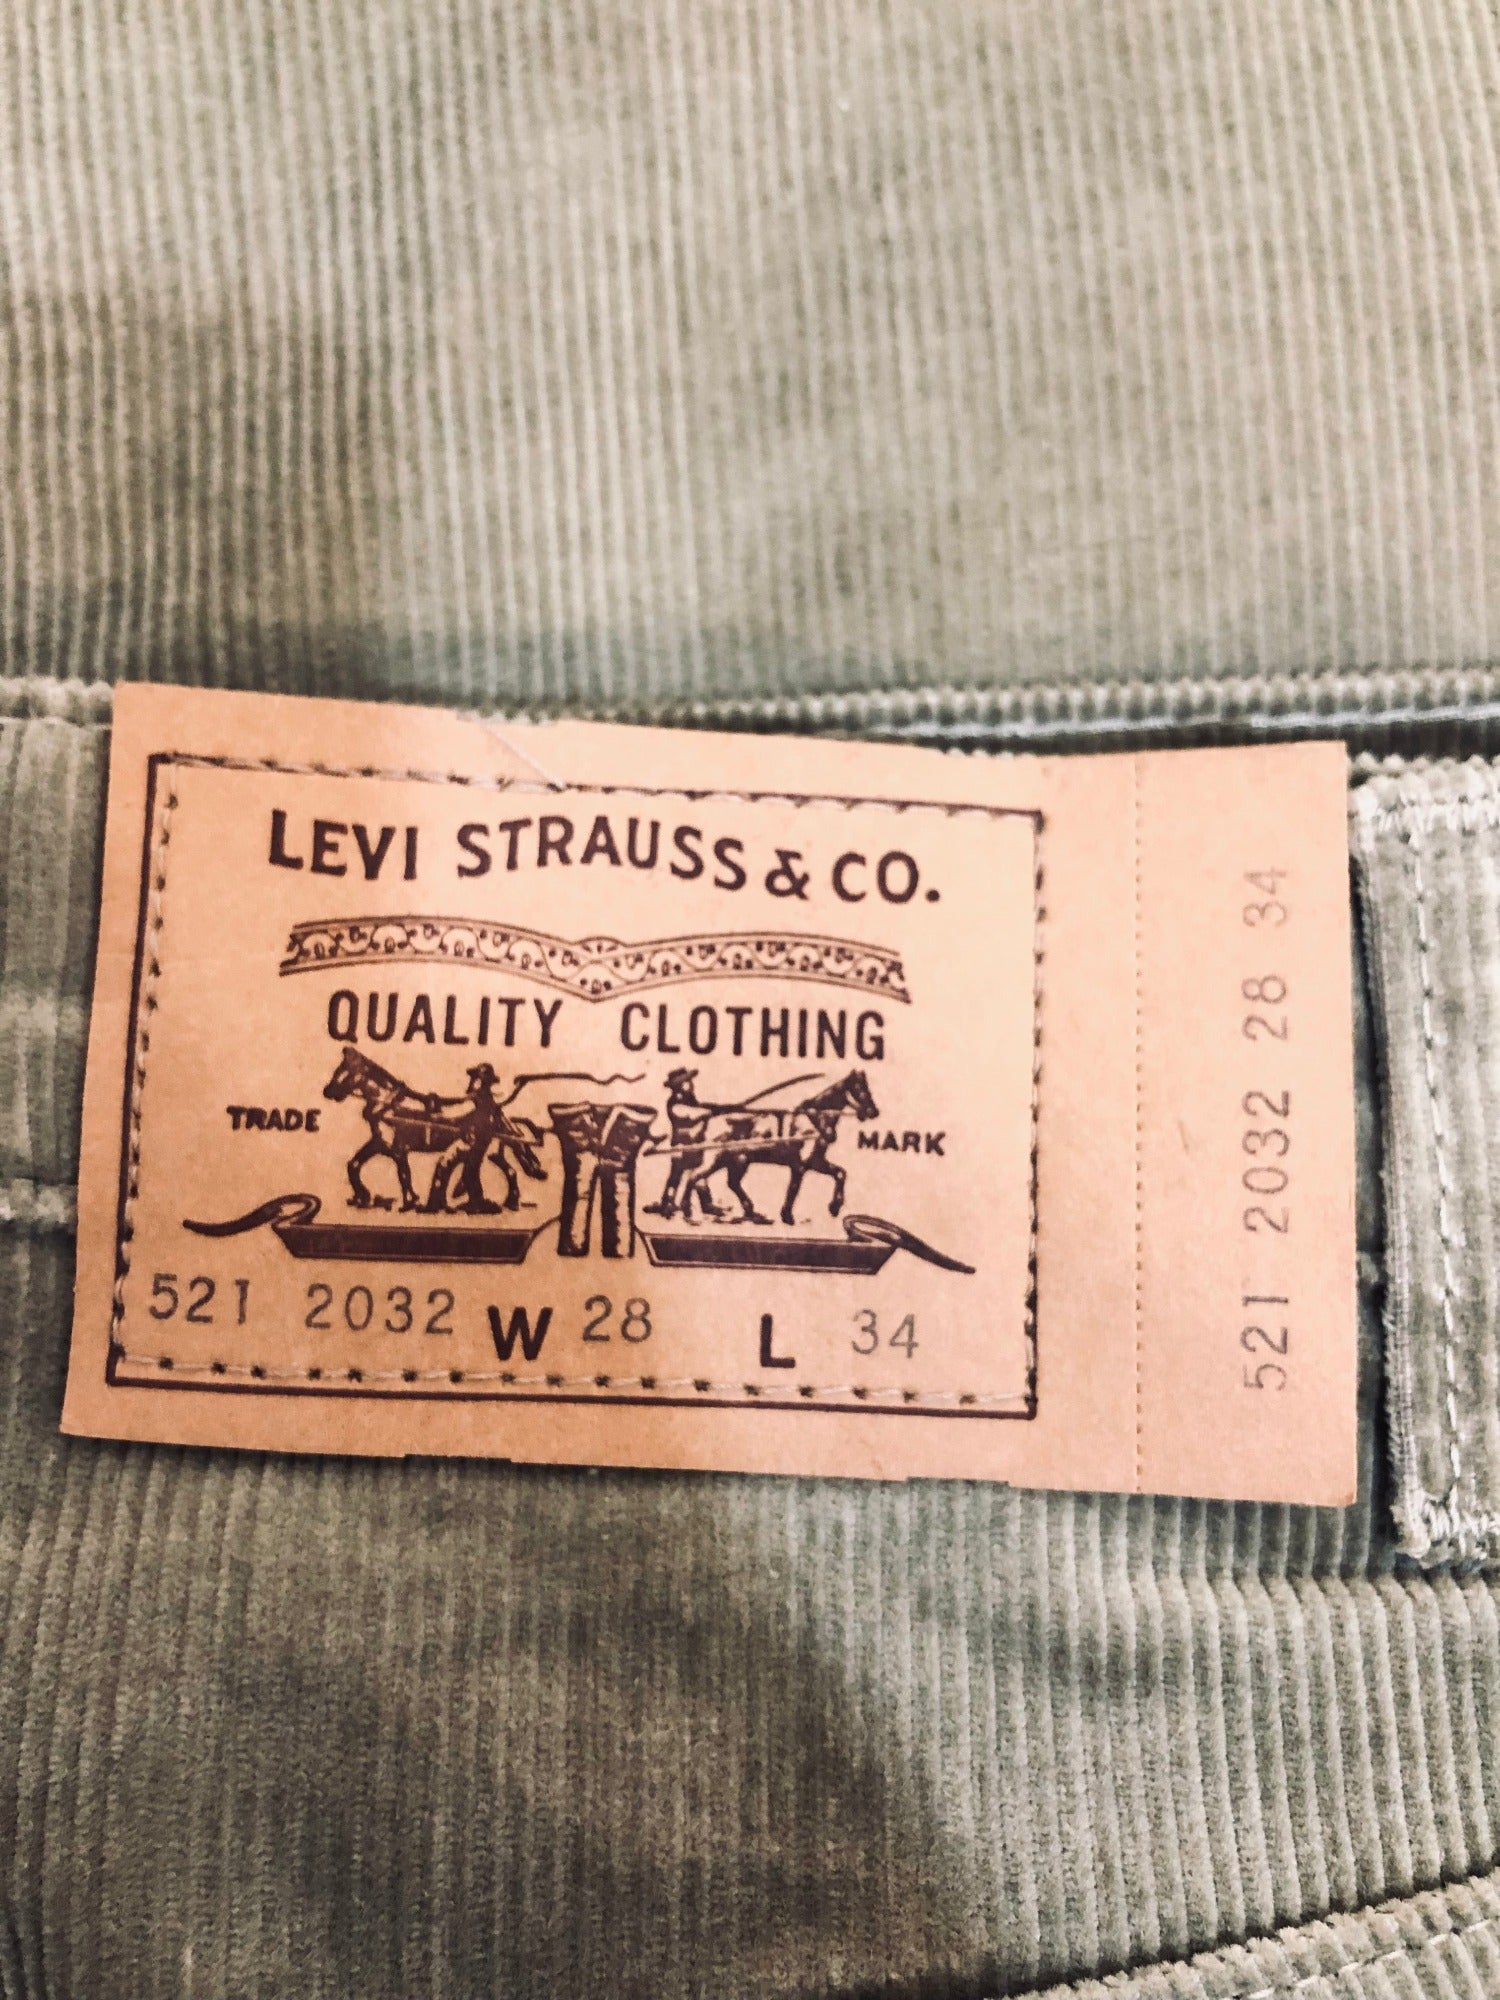 LEVI STRAUSS & CO.
QUALITY CLOTHING
TRADE MARK
521 2032 W 28 L 34
521 2032 28 34